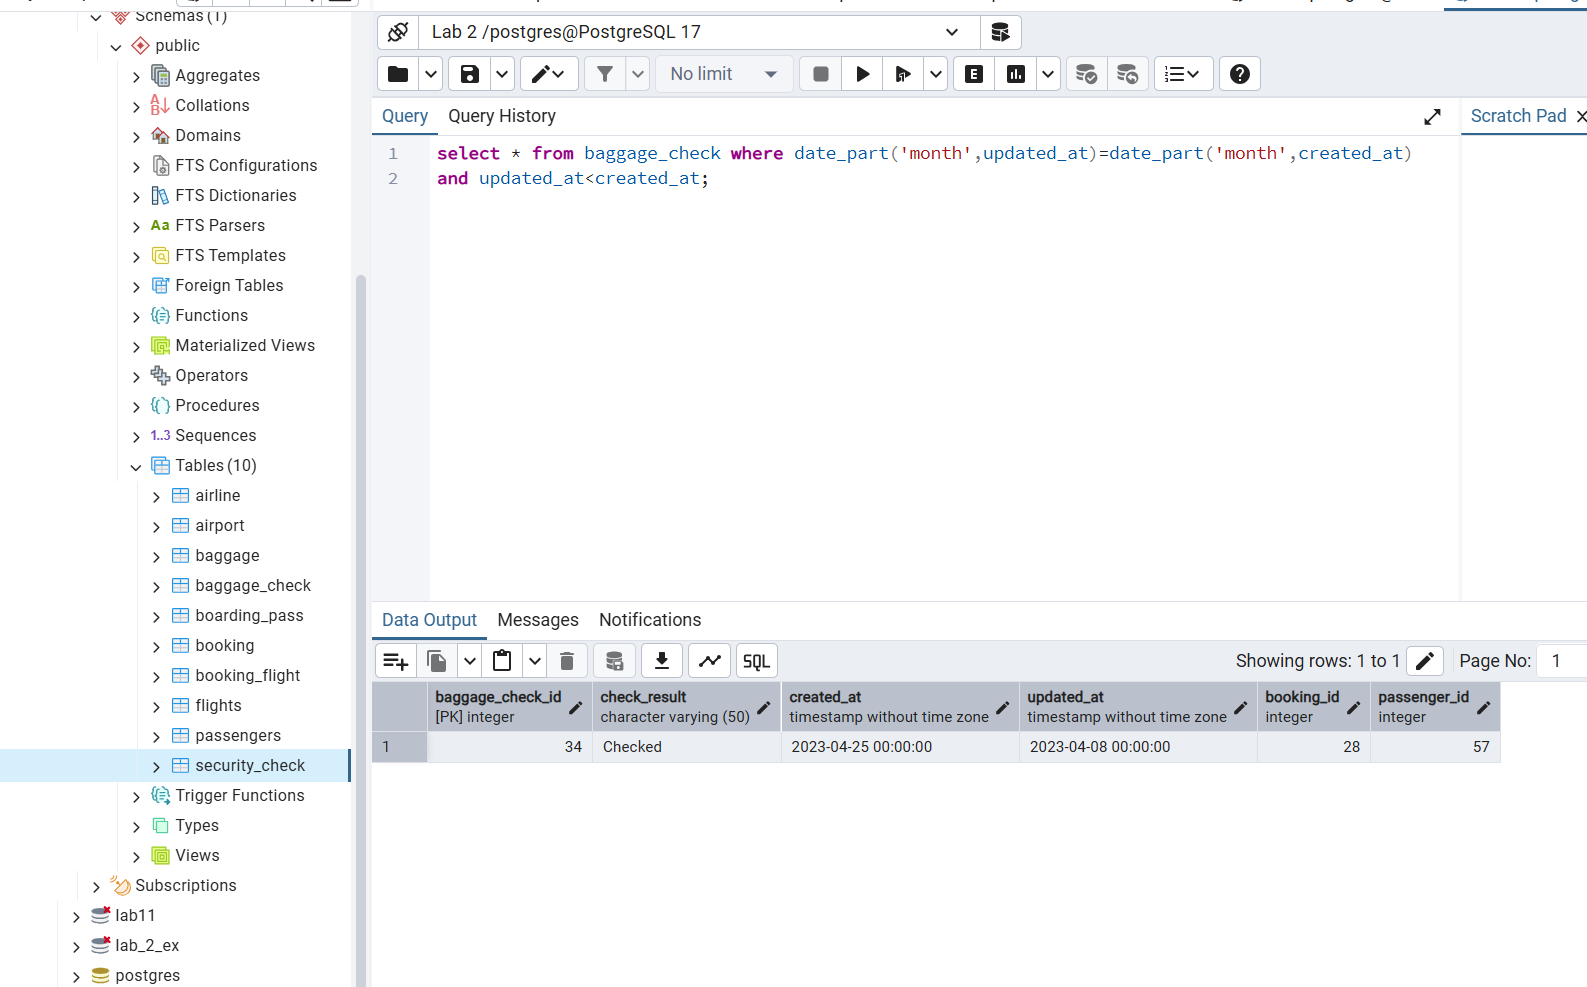 Schemas (1)
public
Aggregates
Collations
Domains
FTS Configurations
FTS Dictionaries
Aa FTS Parsers
FTS Templates
Foreign Tables
Functions
Materialized Views
Operators
Procedures
1..3 Sequences
Tables (10)
airline
airport
baggage
baggage_check
boarding_pass
booking
booking_flight
flights
passengers
security_check
Trigger Functions
Types
Views
Subscriptions
lab11
lab_2_ex
postgres
Lab 2 /postgres@PostgreSQL 17
No limit
E
Query
Query History
Scratch Pad
1 select * from baggage_check where date_part('month',updated_at)=date_part('month',created_at)
2 and updated_at<created_at;
Data Output
Messages
Notifications
SQL
Showing rows: 1 to 1
Page No: 1
baggage_check_id check_result created_at updated_at booking_id passenger_id
[PK] integer character varying (50) timestamp without time zone timestamp without time zone integer integer
1 34 Checked 2023-04-25 00:00:00 2023-04-08 00:00:00 28 57